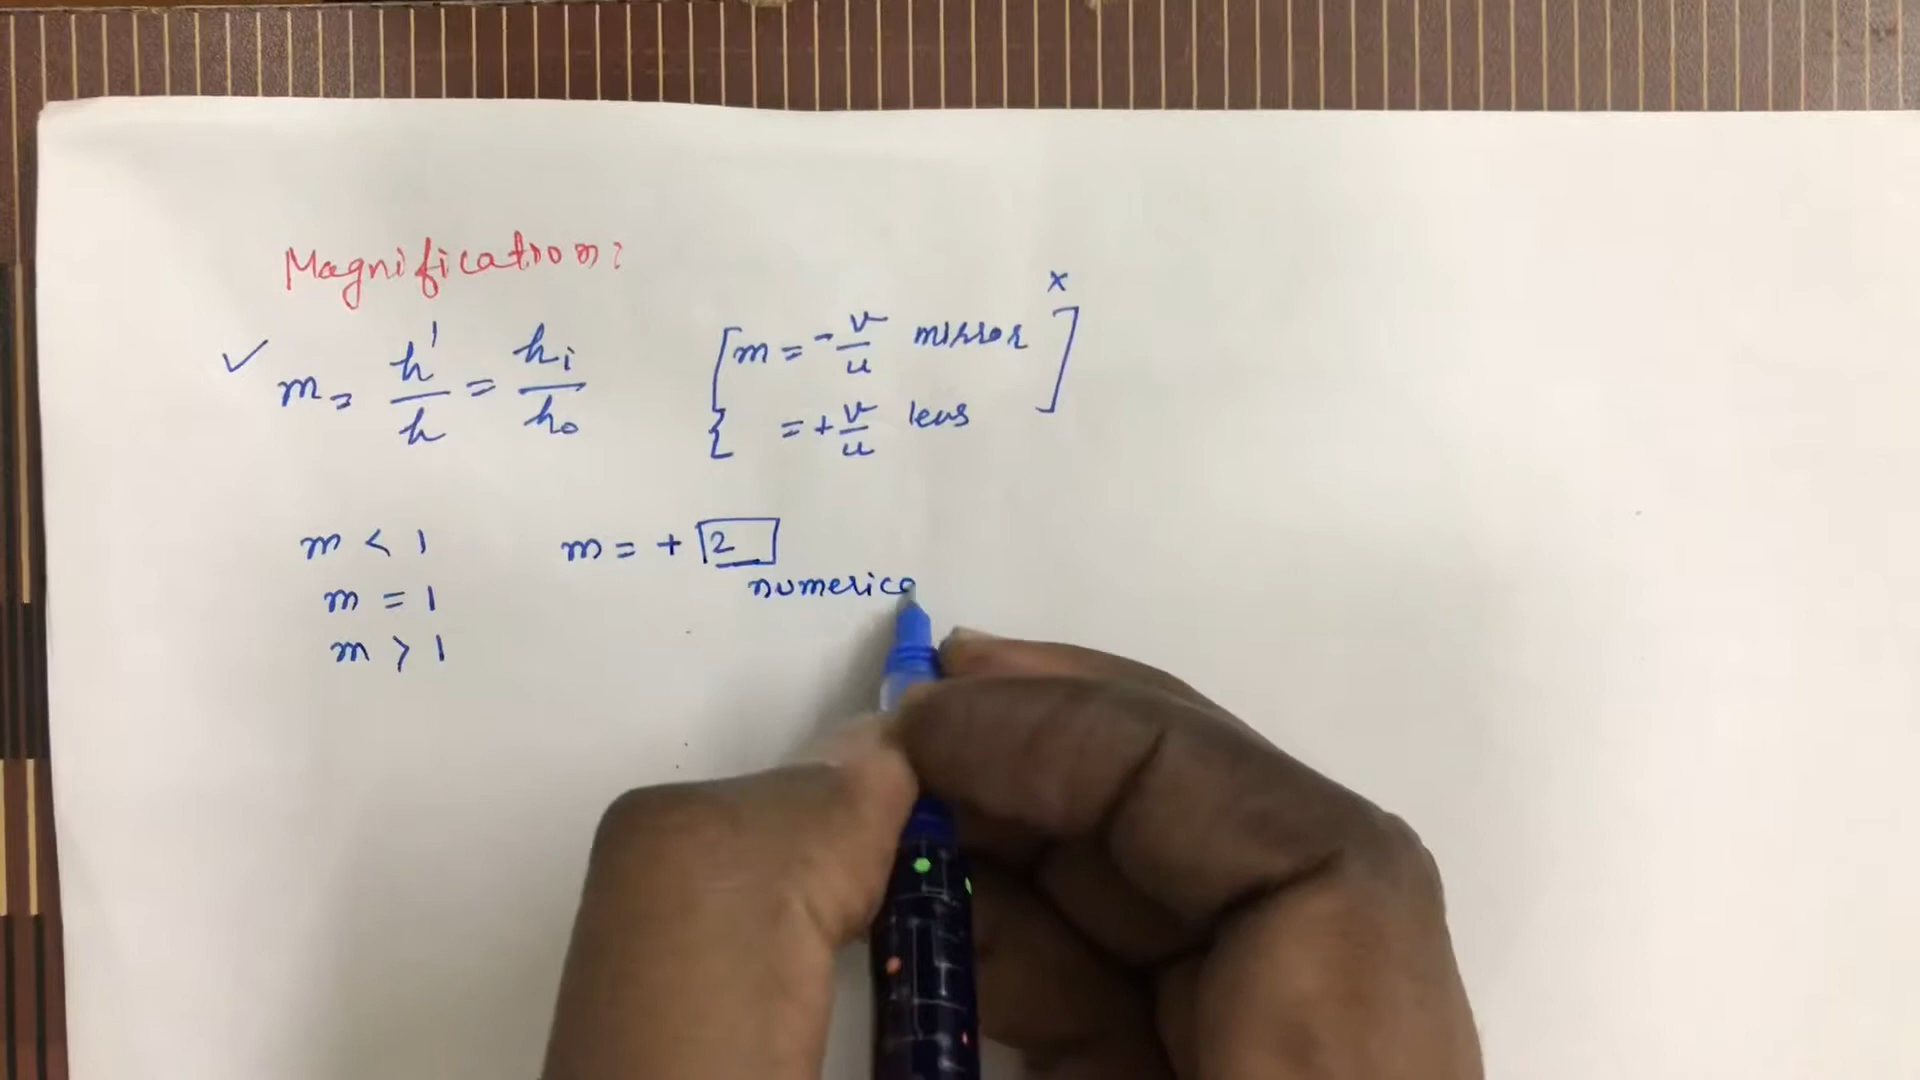 Magnification:
✓ m = h'/h = hi/ho
[ m = -v/u mirror ] x
{ = +v/u lens
m < 1
m = 1
m > 1
m = + 2
numerica